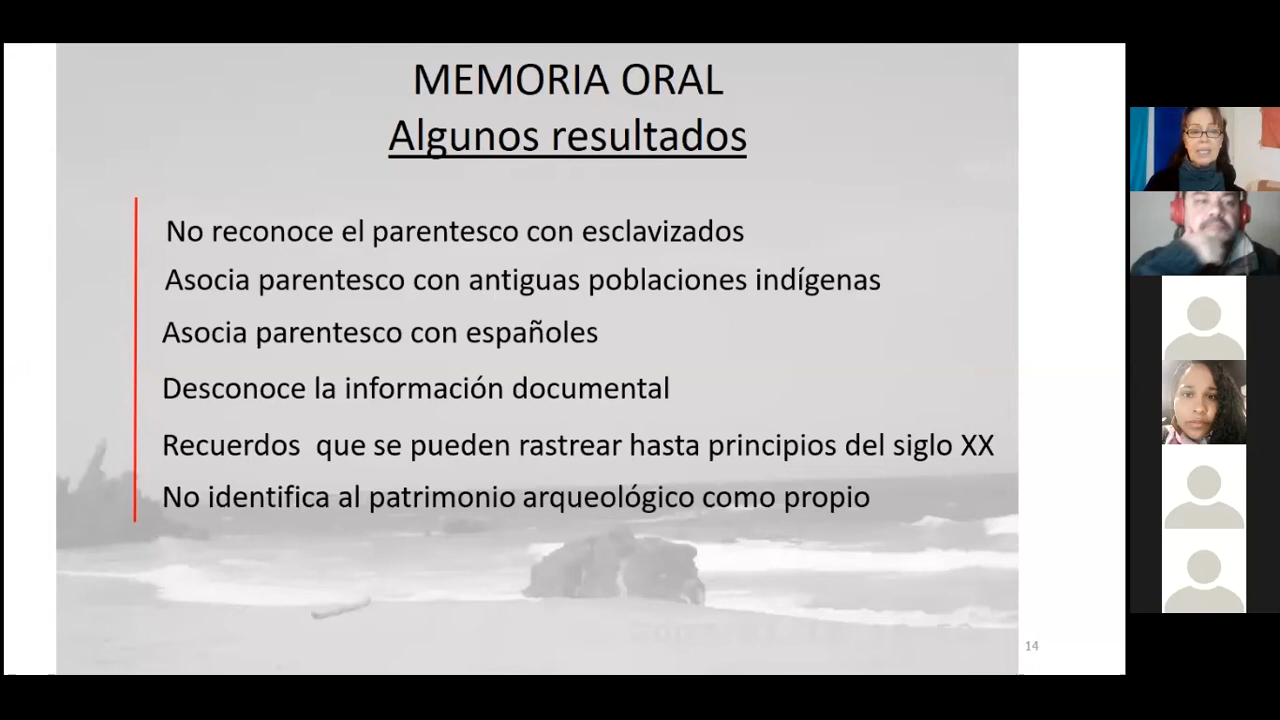 MEMORIA ORAL
Algunos resultados
No reconoce el parentesco con esclavizados
Asocia parentesco con antiguas poblaciones indígenas
Asocia parentesco con españoles
Desconoce la información documental
Recuerdos  que se pueden rastrear hasta principios del siglo XX
No identifica al patrimonio arqueológico como propio
14